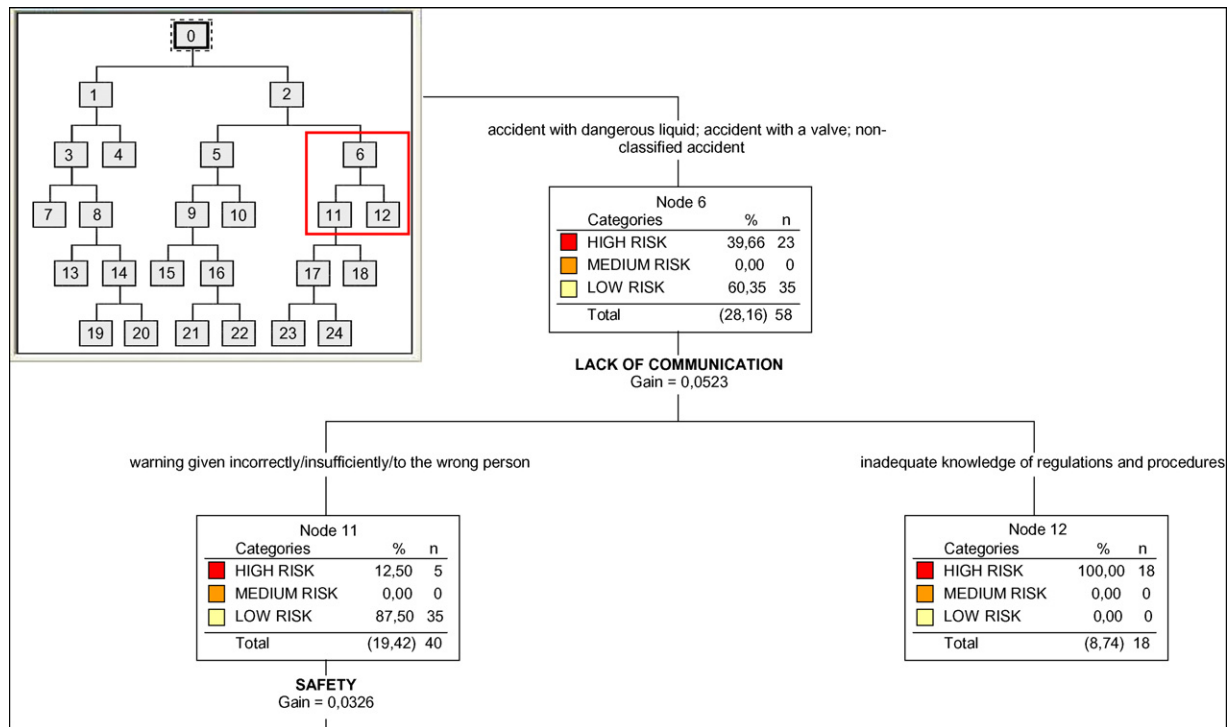 0
1 2
3 4 5 6
7 8 9 10 11 12
13 14 15 16 17 18
19 20 21 22 23 24
accident with dangerous liquid; accident with a valve; non-
classified accident
Node 6
Categories % n
HIGH RISK 39,66 23
MEDIUM RISK 0,00 0
LOW RISK 60,35 35
Total (28,16) 58
LACK OF COMMUNICATION
Gain = 0,0523
warning given incorrectly/insufficiently/to the wrong person
inadequate knowledge of regulations and procedures
Node 11
Categories % n
HIGH RISK 12,50 5
MEDIUM RISK 0,00 0
LOW RISK 87,50 35
Total (19,42) 40
SAFETY
Gain = 0,0326
Node 12
Categories % n
HIGH RISK 100,00 18
MEDIUM RISK 0,00 0
LOW RISK 0,00 0
Total (8,74) 18